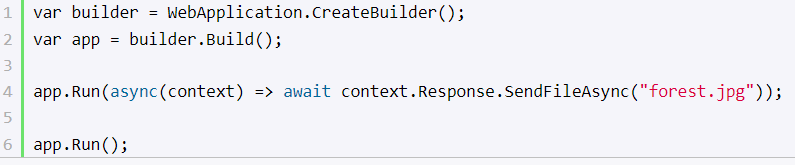 1 var builder = WebApplication.CreateBuilder();
2 var app = builder.Build();
3
4 app.Run(async(context) => await context.Response.SendFileAsync("forest.jpg"));
5
6 app.Run();